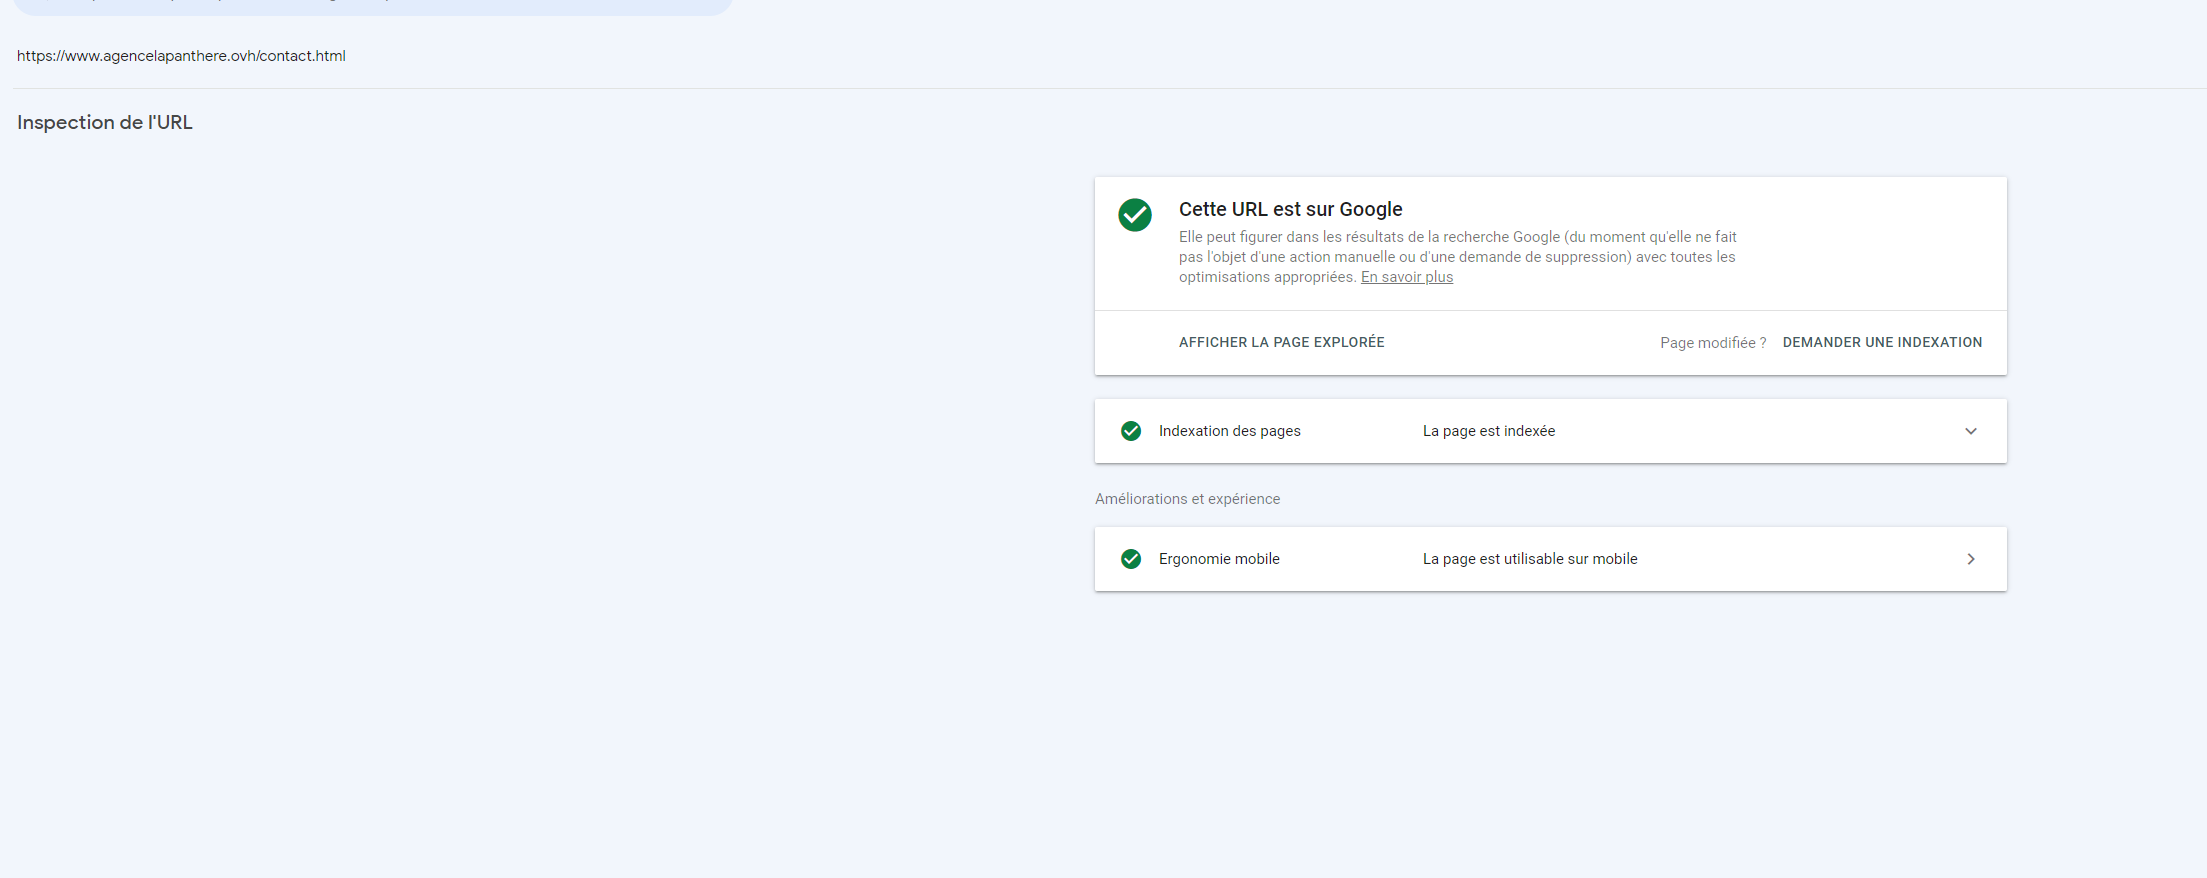 https://www.agencelapanthere.ovh/contact.html
Inspection de l'URL
Cette URL est sur Google
Elle peut figurer dans les résultats de la recherche Google (du moment qu'elle ne fait
pas l'objet d'une action manuelle ou d'une demande de suppression) avec toutes les
optimisations appropriées. En savoir plus
AFFICHER LA PAGE EXPLORÉE
Page modifiée ? DEMANDER UNE INDEXATION
Indexation des pages
La page est indexée
Améliorations et expérience
Ergonomie mobile
La page est utilisable sur mobile